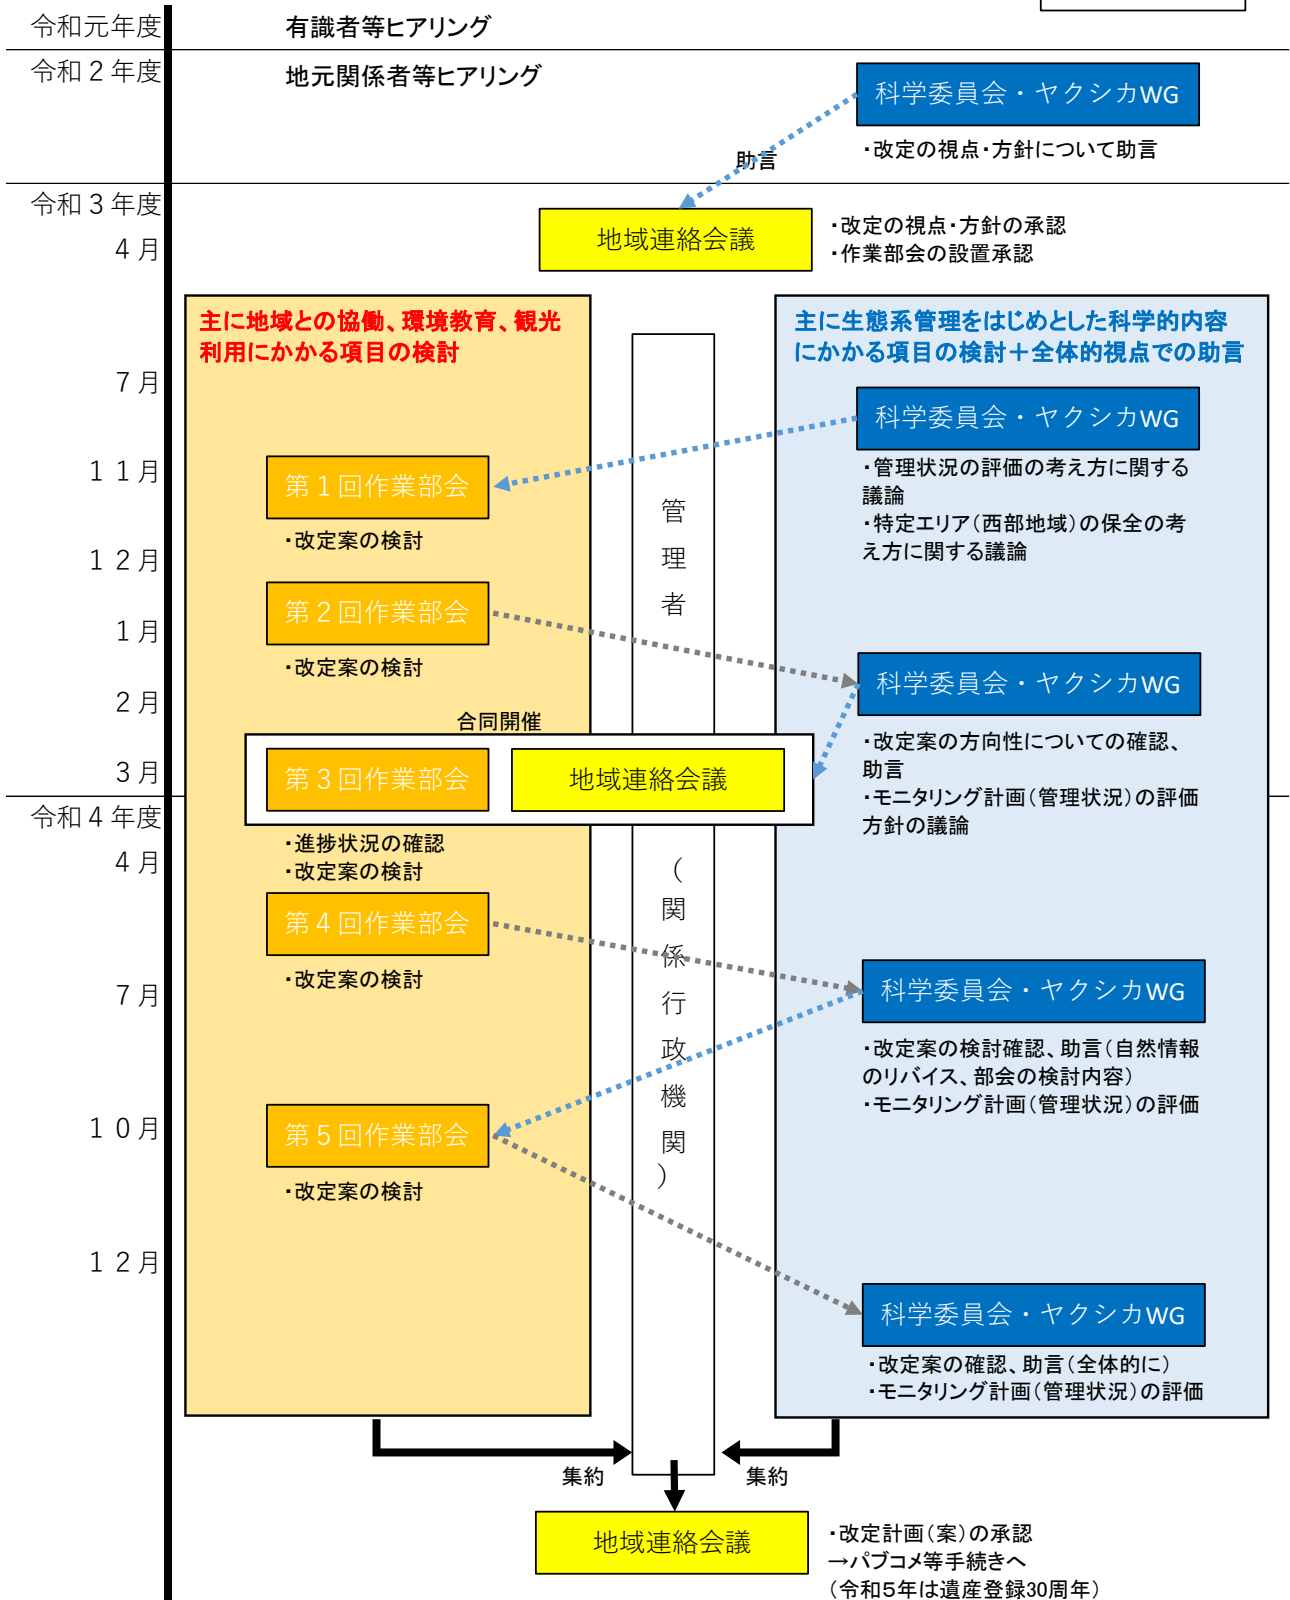 令和元年度
有識者等ヒアリング
令和２年度
地元関係者等ヒアリング
科学委員会・ヤクシカWG
・改定の視点・方針について助言
助言
令和３年度
４月
地域連絡会議
・改定の視点・方針の承認
・作業部会の設置承認
主に地域との協働、環境教育、観光
利用にかかる項目の検討
主に生態系管理をはじめとした科学的内容
にかかる項目の検討＋全体的視点での助言
管理者
（関係行政機関）
７月
科学委員会・ヤクシカWG
・管理状況の評価の考え方に関する
議論
・特定エリア（西部地域）の保全の考
え方に関する議論
１１月
第１回作業部会
・改定案の検討
１２月
第２回作業部会
・改定案の検討
１月
２月
科学委員会・ヤクシカWG
・改定案の方向性についての確認、
助言
・モニタリング計画（管理状況）の評価
方針の議論
合同開催
３月
第３回作業部会
地域連絡会議
令和４年度
・進捗状況の確認
・改定案の検討
４月
第４回作業部会
・改定案の検討
７月
科学委員会・ヤクシカWG
・改定案の検討確認、助言（自然情報
のリバイス、部会の検討内容）
・モニタリング計画（管理状況）の評価
１０月
第５回作業部会
・改定案の検討
１２月
科学委員会・ヤクシカWG
・改定案の確認、助言（全体的に）
・モニタリング計画（管理状況）の評価
集約
集約
地域連絡会議
・改定計画（案）の承認
→パブコメ等手続きへ
（令和５年は遺産登録30周年）